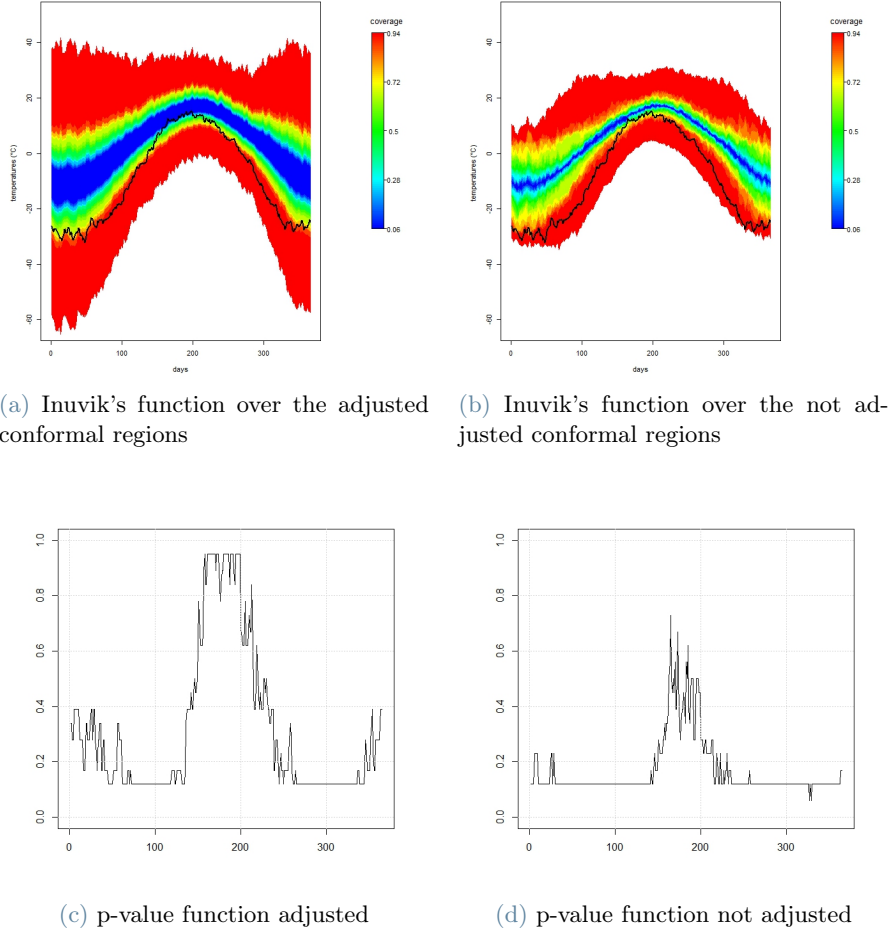 coverage
0.94
0.72
0.5
0.28
0.06
temperatures (°C)
40
20
0
-20
-40
-60
0 100 200 300
days
coverage
0.94
0.72
0.5
0.28
0.06
temperatures (°C)
40
20
0
-20
-40
-60
0 100 200 300
days
(a) Inuvik's function over the adjusted
conformal regions
(b) Inuvik's function over the not ad-
justed conformal regions
1.0
0.8
0.6
0.4
0.2
0.0
0 100 200 300
1.0
0.8
0.6
0.4
0.2
0.0
0 100 200 300
(c) p-value function adjusted
(d) p-value function not adjusted